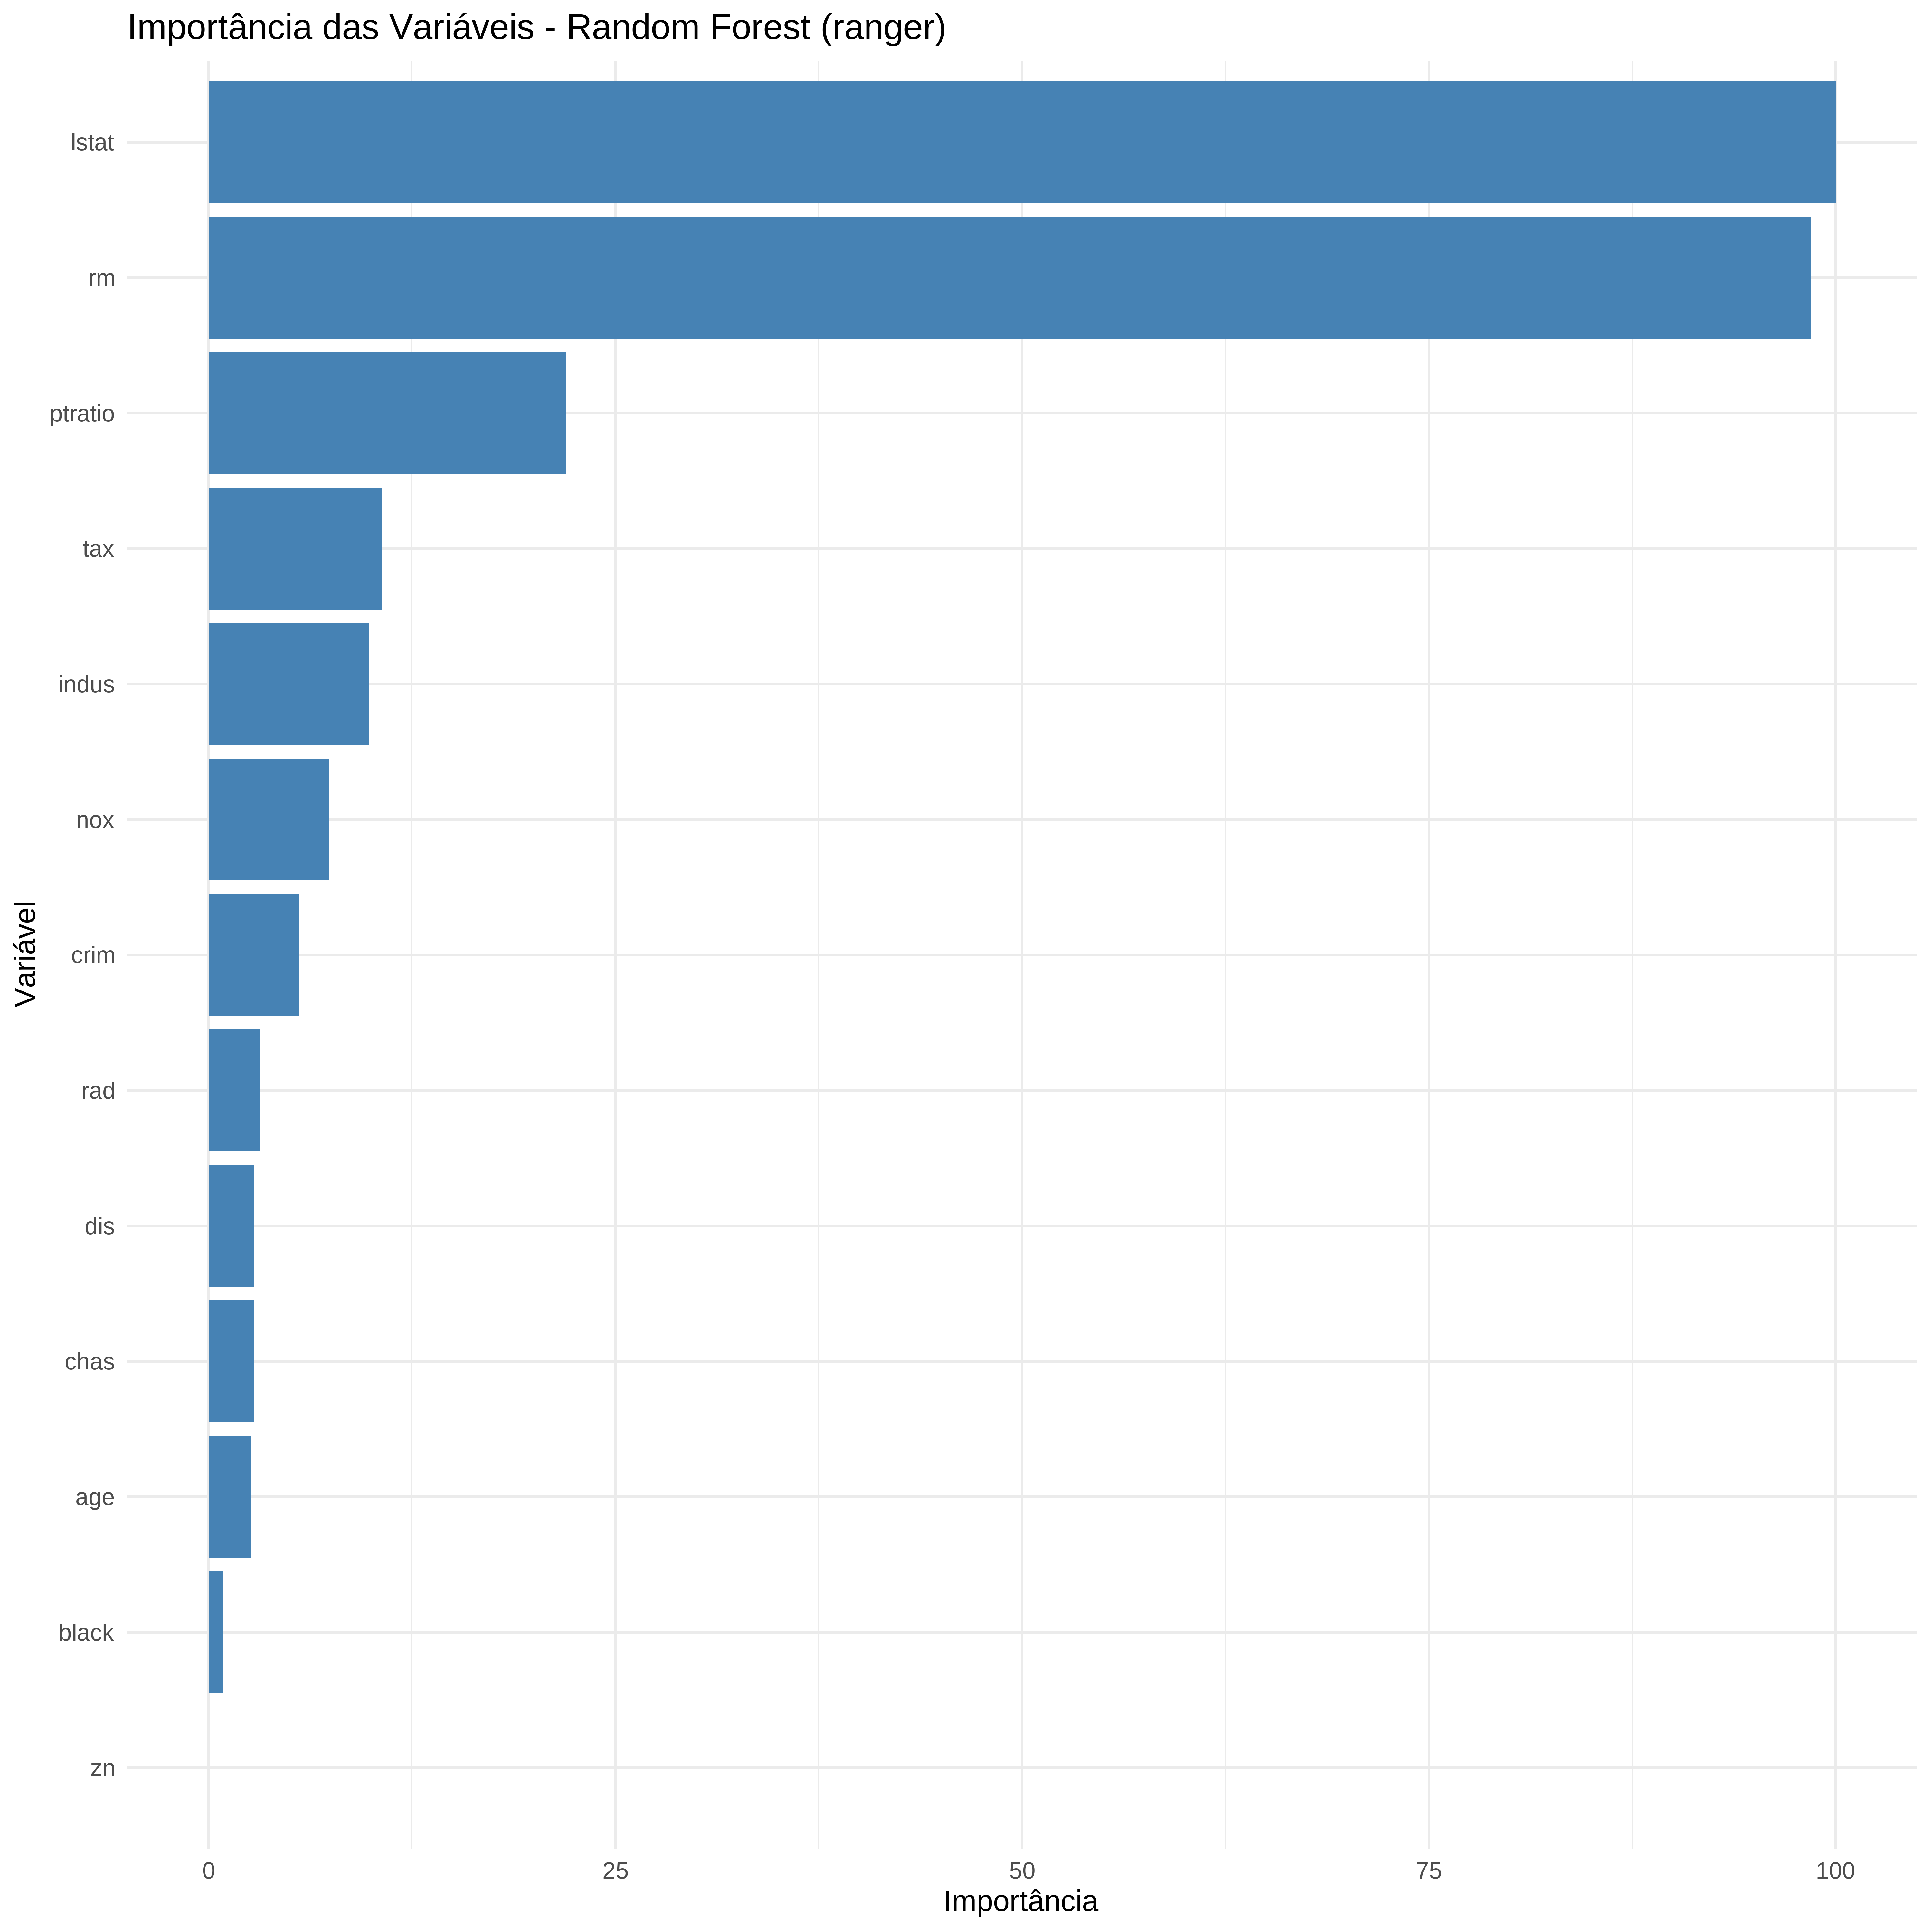 Importância das Variáveis - Random Forest (ranger)
lstat
rm
ptratio
tax
indus
nox
crim
rad
dis
chas
age
black
zn
Variável
0 25 50 75 100
Importância